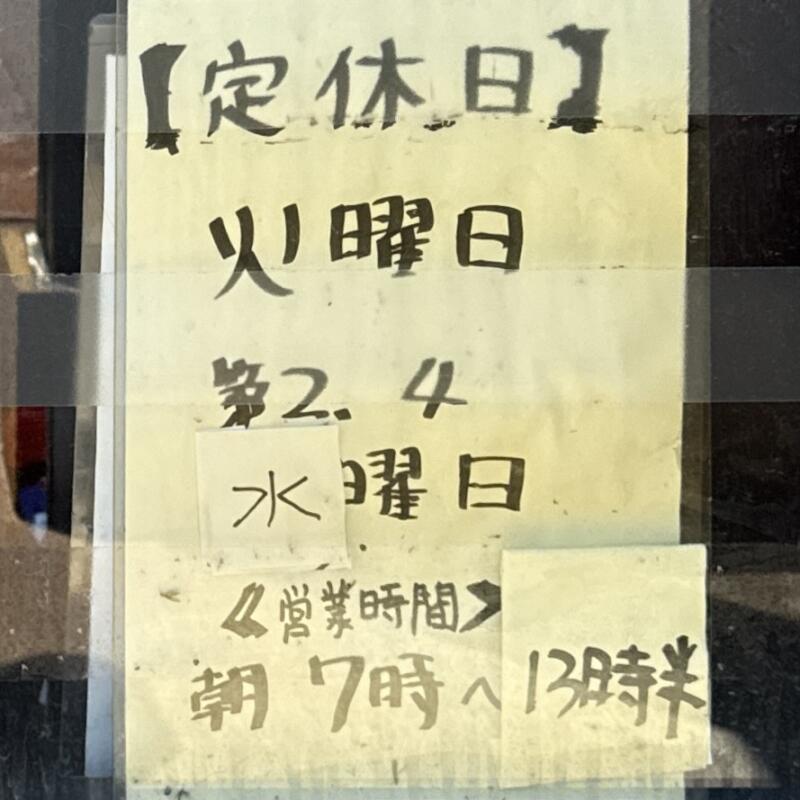 【定休日】
火曜日
第2.4
水曜日
《営業時間》
朝7時~13時半